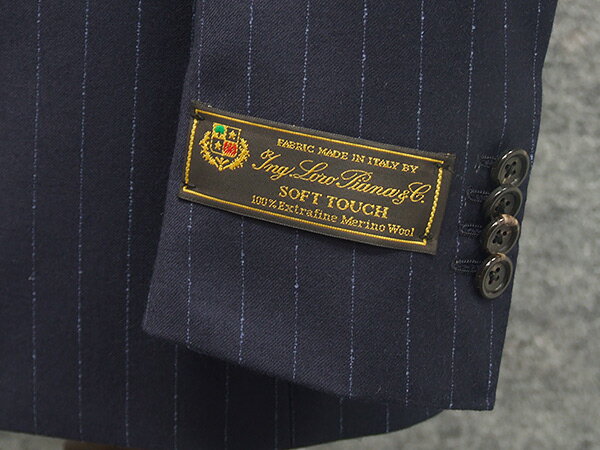 FABRIC MADE IN ITALY BY
Ing. Loro Piana & C.
SOFT TOUCH
100% Extrafine Merino Wool